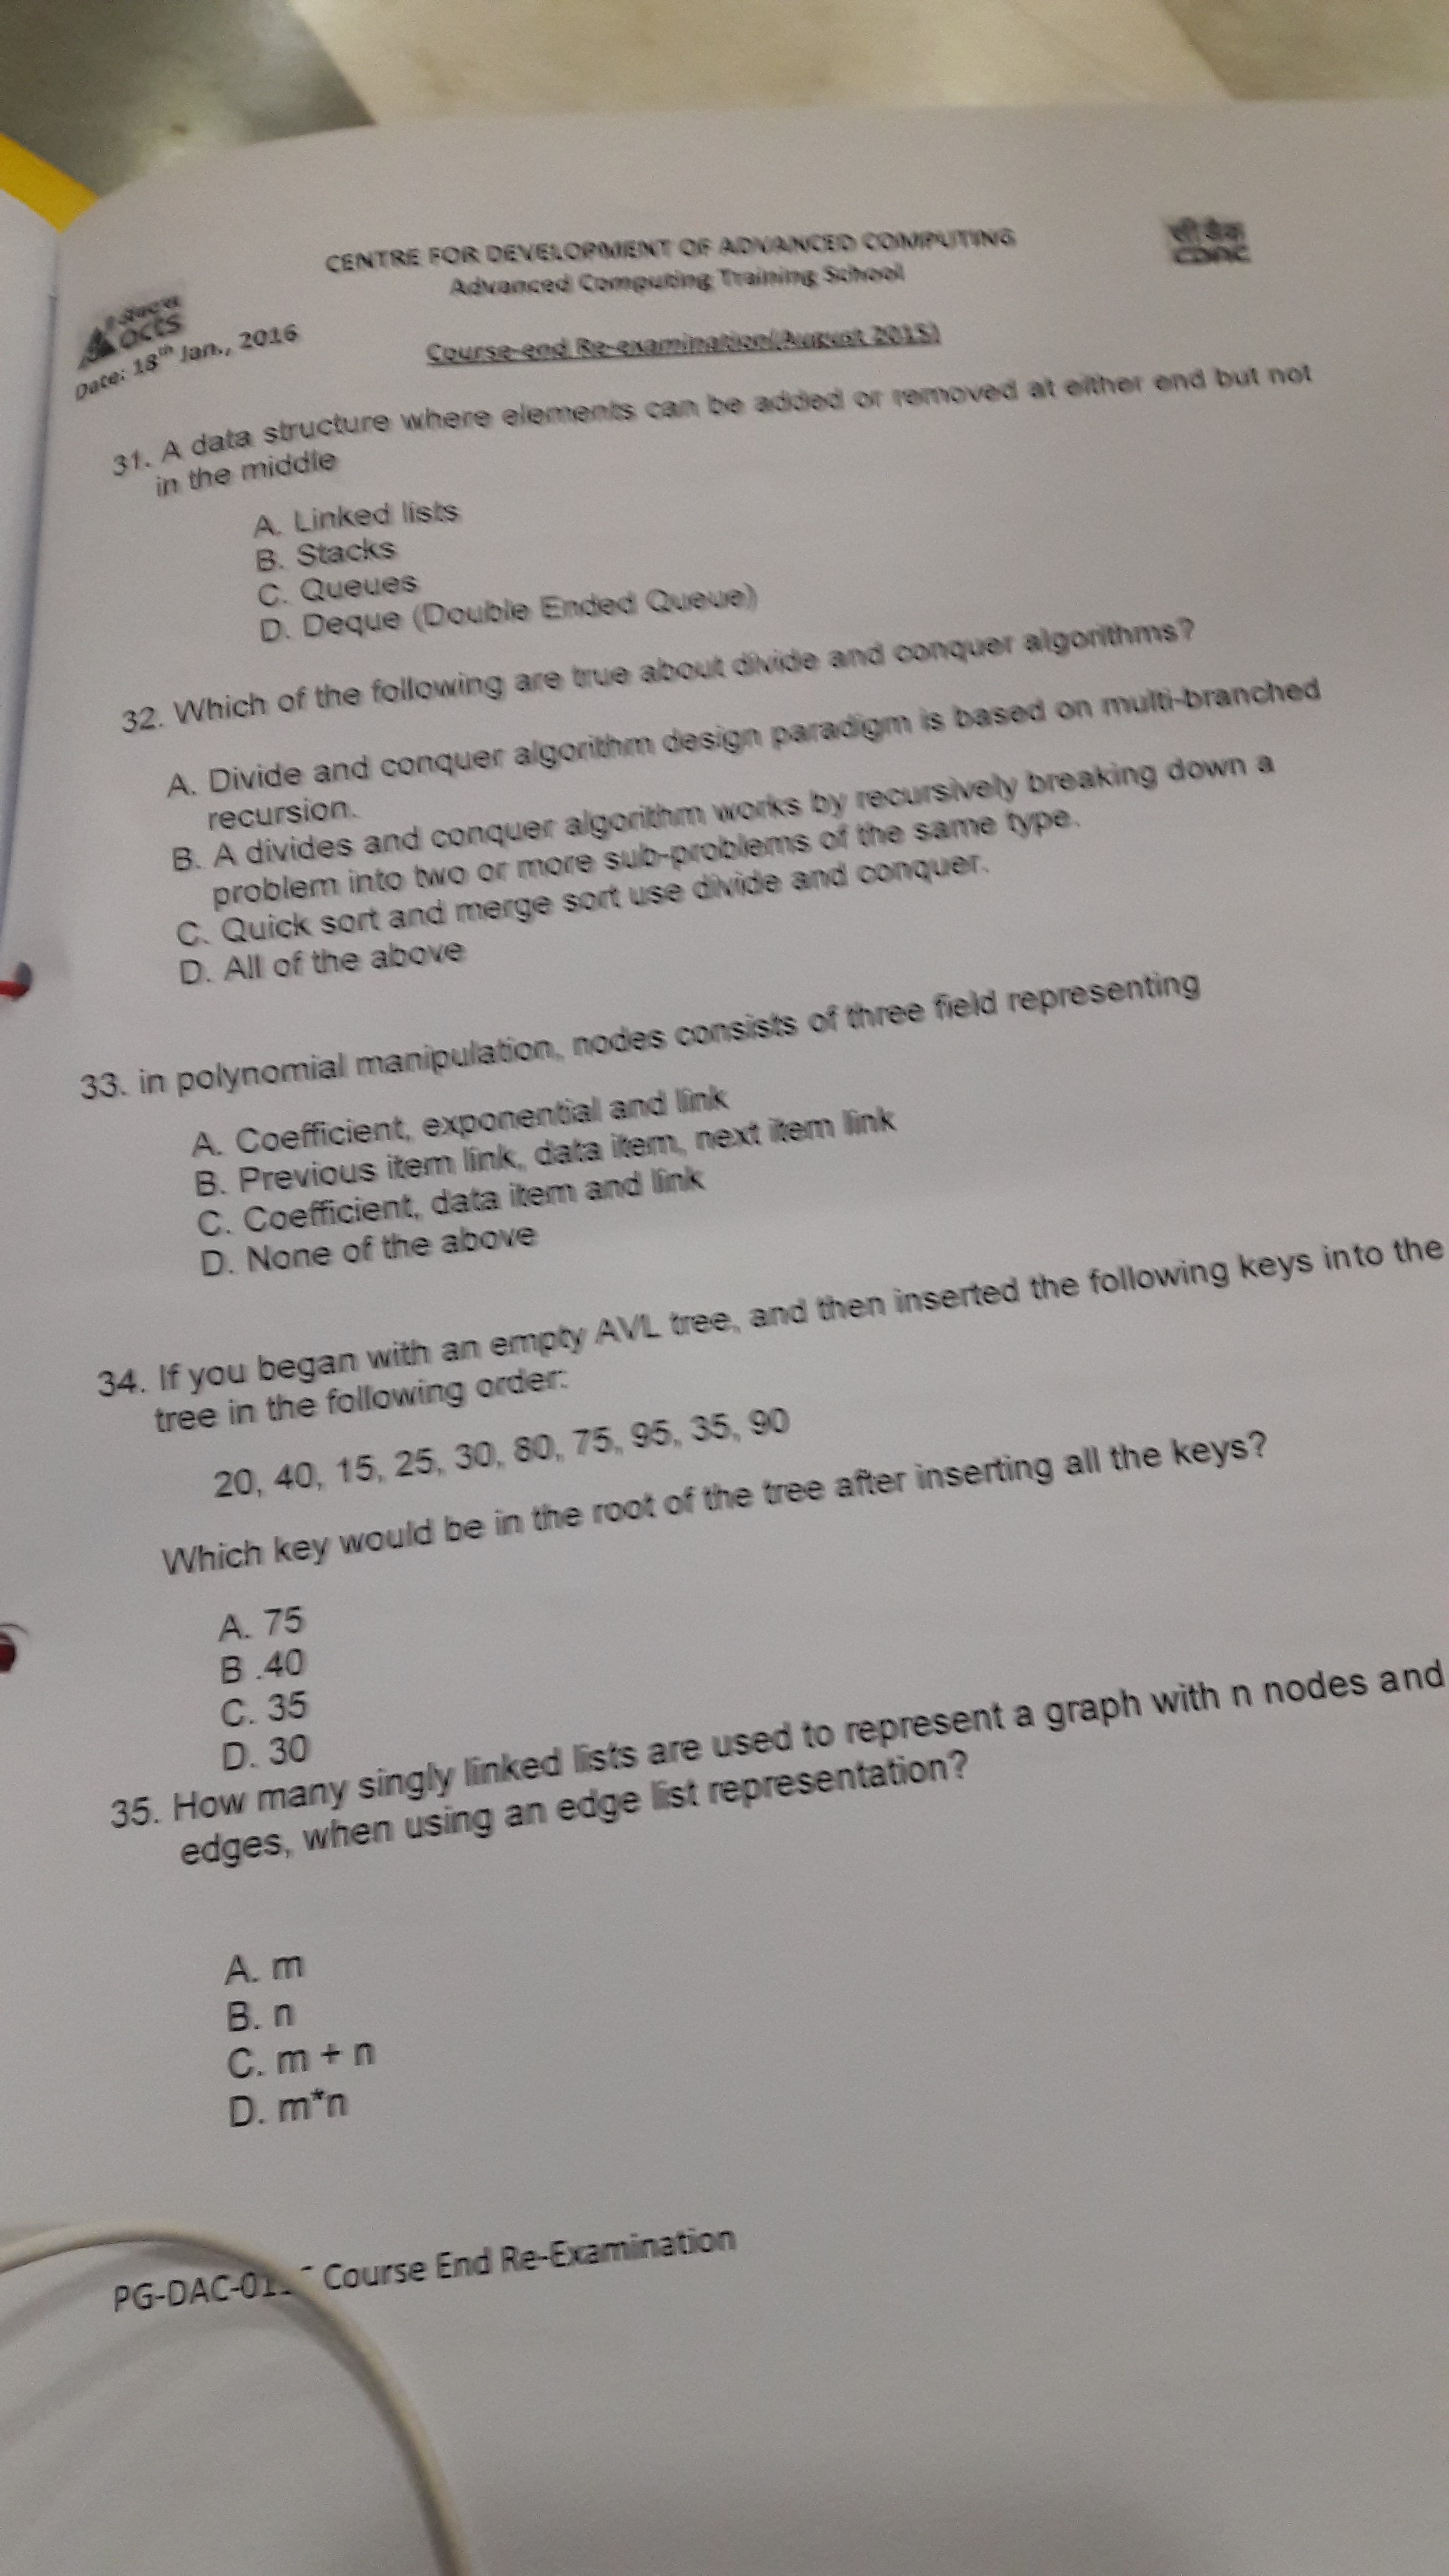 CENTRE FOR DEVELOPMENT OF ADVANCED COMPUTING
Advanced Computing Training School
सी डैक
CDAC
ACTS
Date: 18th Jan., 2016
Course-end Re-examination(August 2015)
31. A data structure where elements can be added or removed at either end but not
in the middle
A. Linked lists
B. Stacks
C. Queues
D. Deque (Double Ended Queue)
32. Which of the following are true about divide and conquer algorithms?
A. Divide and conquer algorithm design paradigm is based on multi-branched
recursion.
B. A divides and conquer algorithm works by recursively breaking down a
problem into two or more sub-problems of the same type.
C. Quick sort and merge sort use divide and conquer.
D. All of the above
33. in polynomial manipulation, nodes consists of three field representing
A. Coefficient, exponential and link
B. Previous item link, data item, next item link
C. Coefficient, data item and link
D. None of the above
34. If you began with an empty AVL tree, and then inserted the following keys into the
tree in the following order:
20, 40, 15, 25, 30, 80, 75, 95, 35, 90
Which key would be in the root of the tree after inserting all the keys?
A. 75
B .40
C. 35
D. 30
35. How many singly linked lists are used to represent a graph with n nodes and
edges, when using an edge list representation?
A. m
B. n
C. m + n
D. m*n
PG-DAC- Course End Re-Examination